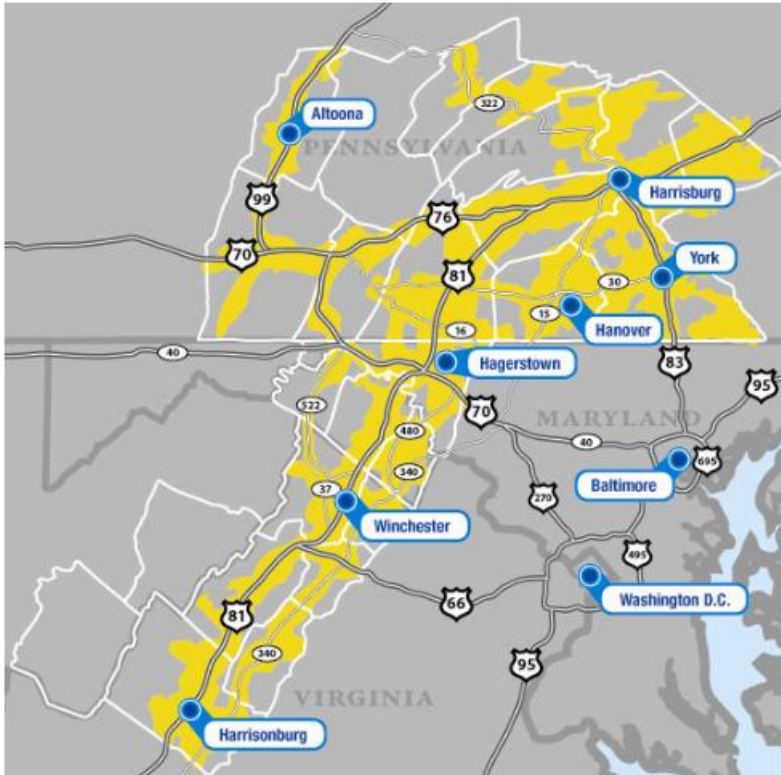 Altoona
322
PENNSYLVANIA
Harrisburg
99
76
70
81
York
30
15
Hanover
16
40
Hagerstown
83
95
522
70
MARYLAND
480
40
340
Baltimore
695
37
270
Winchester
495
Washington D.C.
66
81
340
95
VIRGINIA
Harrisonburg